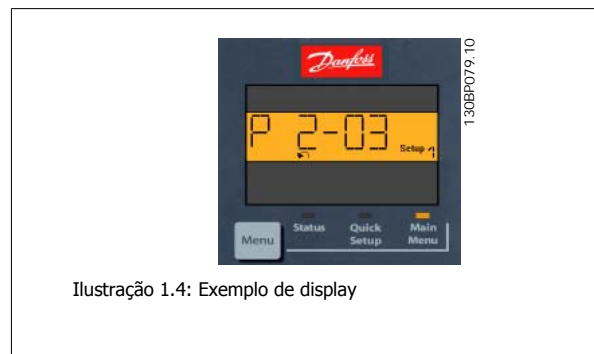 Danfoss
130BP079.10
P 2-03
Setup 1
Status
Quick Setup
Main Menu
Menu
Ilustração 1.4: Exemplo de display